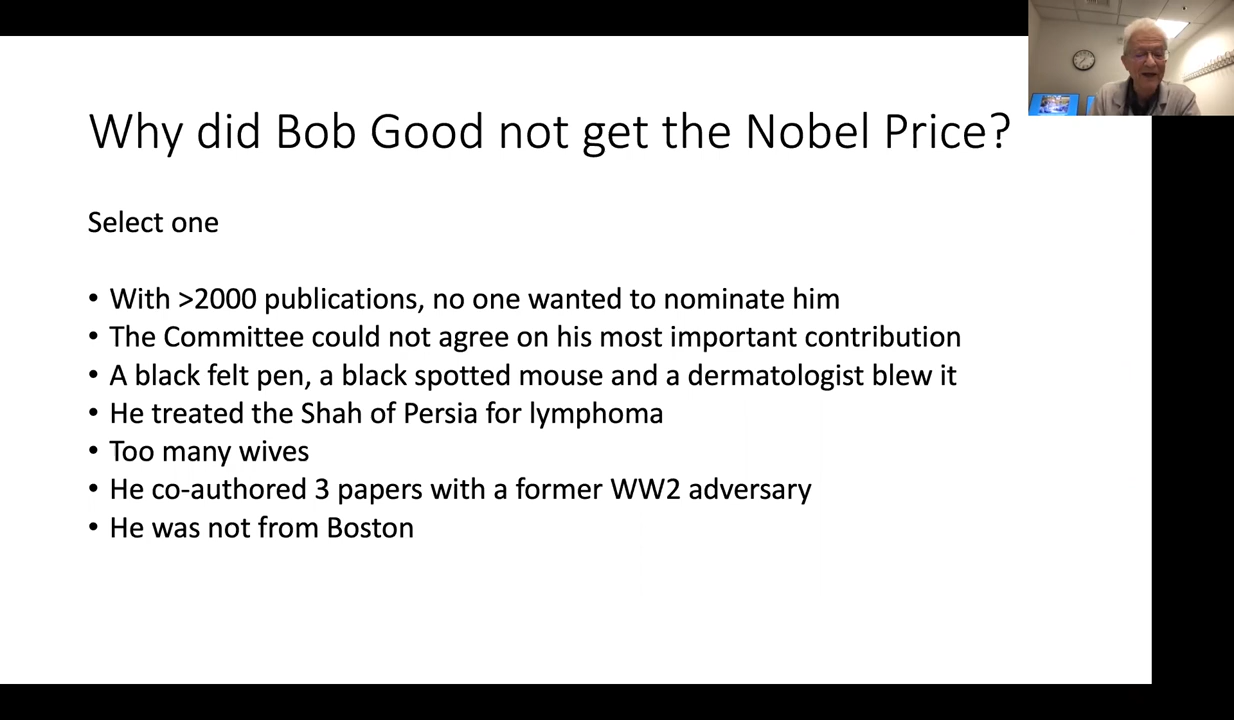 Why did Bob Good not get the Nobel Price?
Select one
• With >2000 publications, no one wanted to nominate him
• The Committee could not agree on his most important contribution
• A black felt pen, a black spotted mouse and a dermatologist blew it
• He treated the Shah of Persia for lymphoma
• Too many wives
• He co-authored 3 papers with a former WW2 adversary
• He was not from Boston